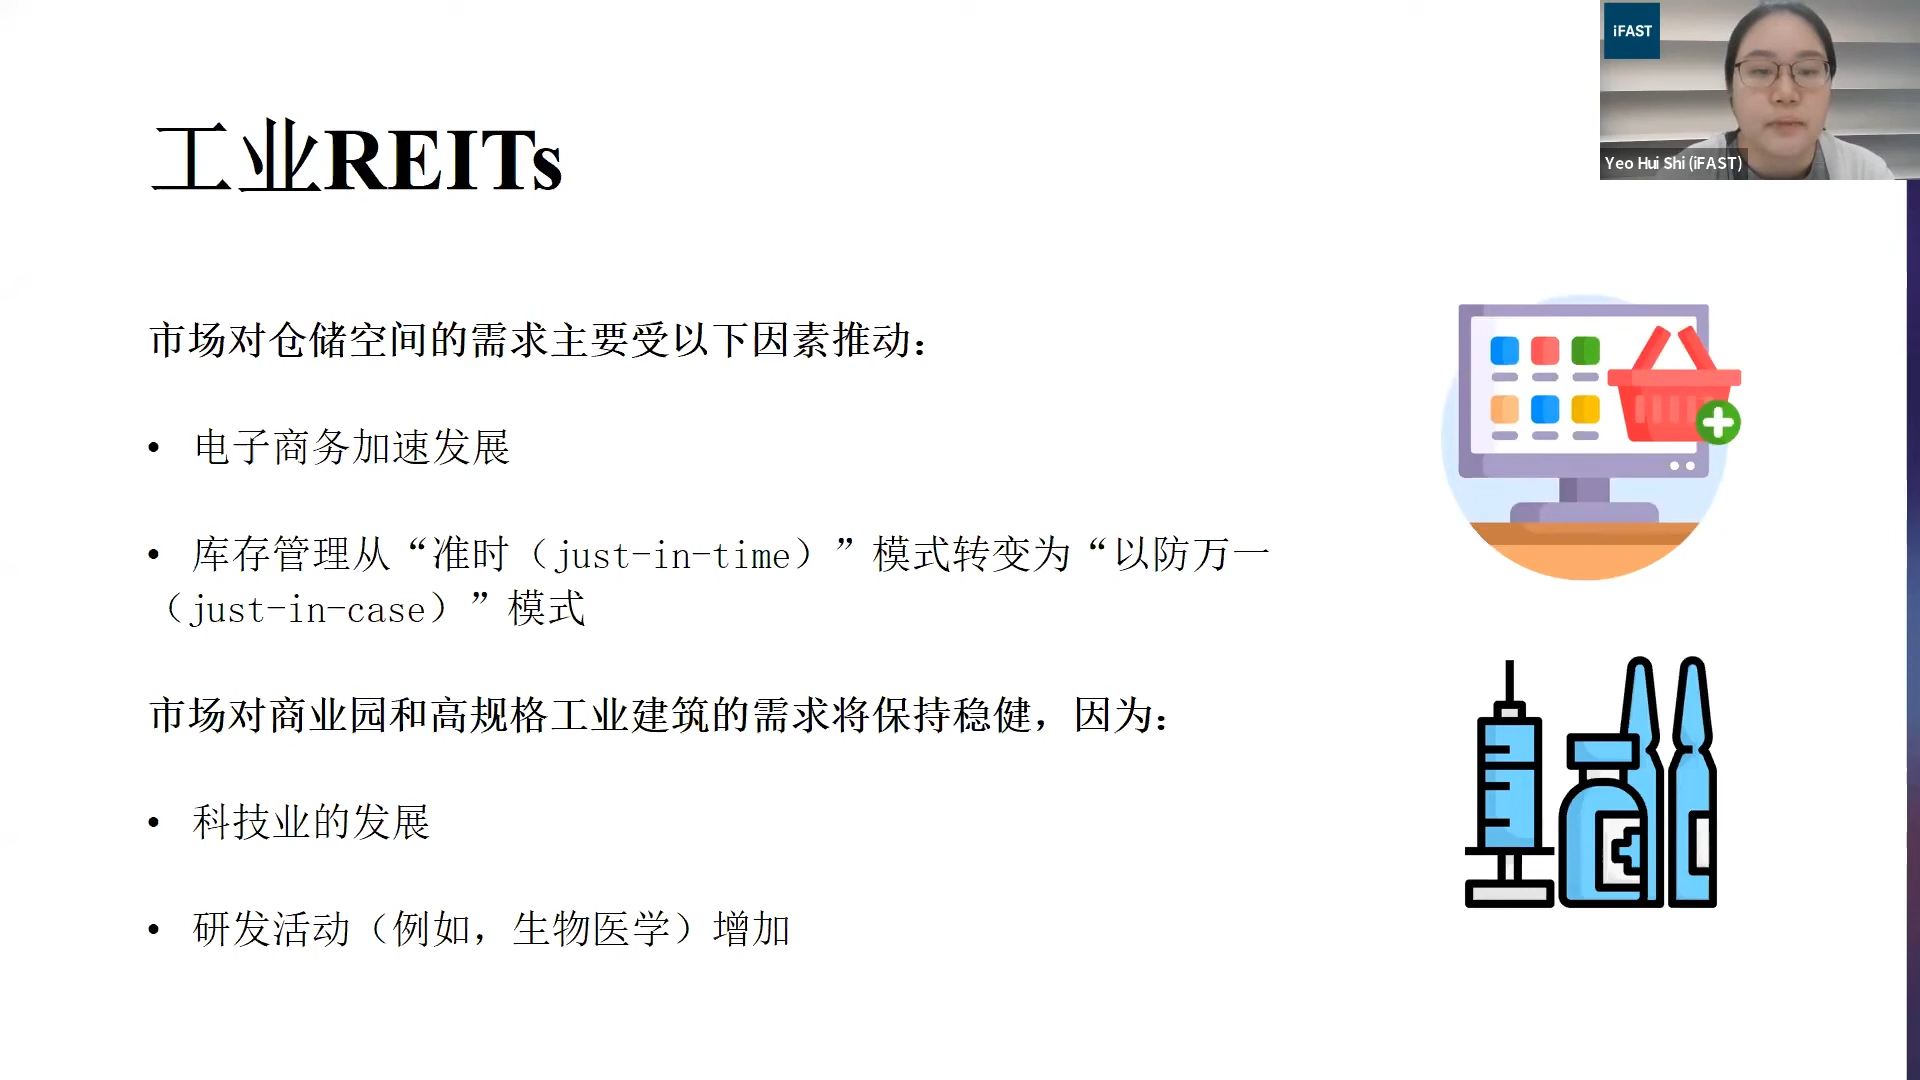 iFAST
Yeo Hui Shi (iFAST)
工业REITs
市场对仓储空间的需求主要受以下因素推动：
• 电子商务加速发展
• 库存管理从“准时（just-in-time）”模式转变为“以防万一
（just-in-case）”模式
市场对商业园和高规格工业建筑的需求将保持稳健，因为：
• 科技业的发展
• 研发活动（例如，生物医学）增加